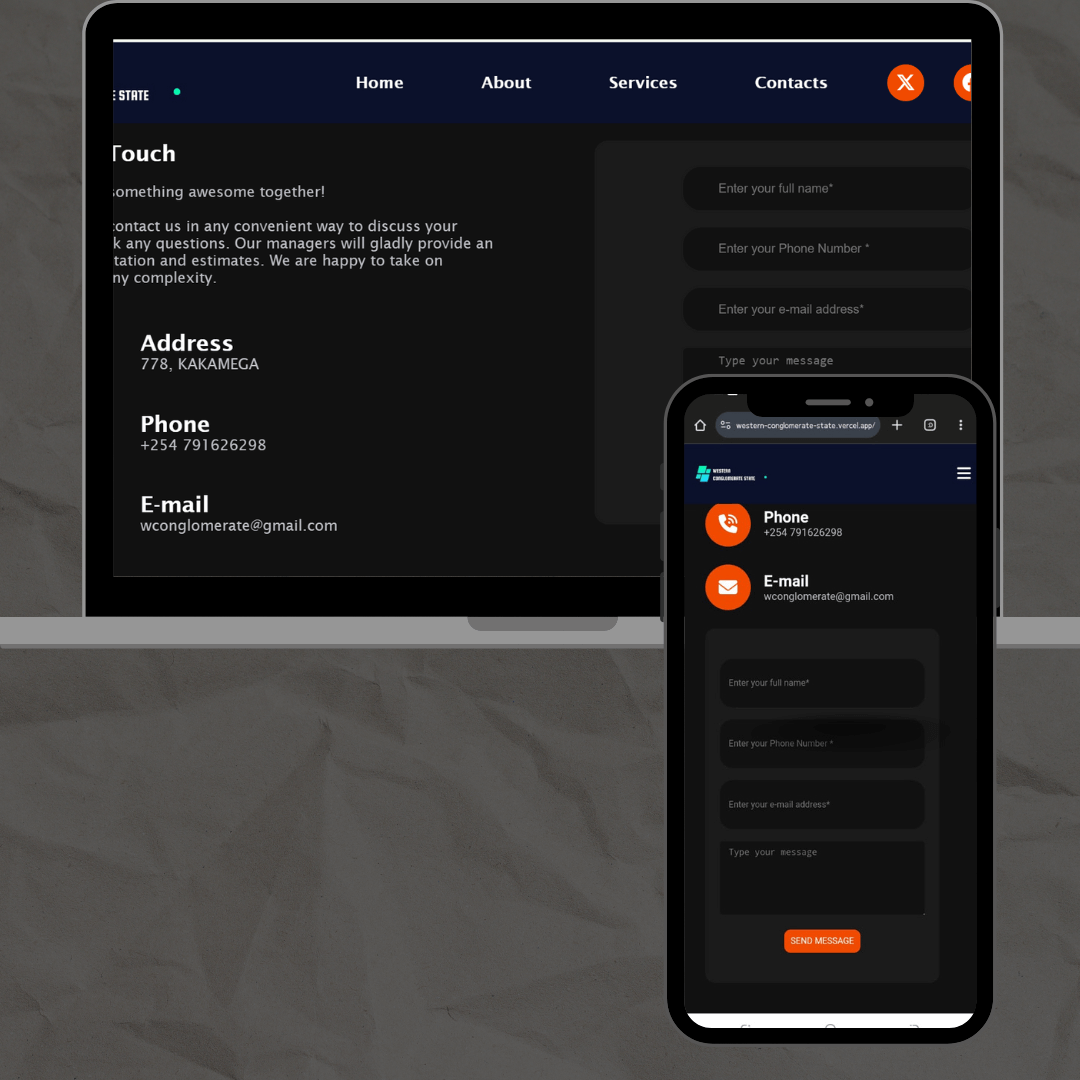 E STATE
Home About Services Contacts
Touch
something awesome together!
contact us in any convenient way to discuss your
k any questions. Our managers will gladly provide an
tation and estimates. We are happy to take on
ny complexity.
Address
778, KAKAMEGA
Phone
+254 791626298
E-mail
wconglomerate@gmail.com
Enter your full name*
Enter your Phone Number *
Enter your e-mail address*
Type your message
western-conglomerate-state.vercel.app/
WESTERN
CONGLOMERATE STATE
Phone
+254 791626298
E-mail
wconglomerate@gmail.com
Enter your full name*
Enter your Phone Number *
Enter your e-mail address*
Type your message
SEND MESSAGE